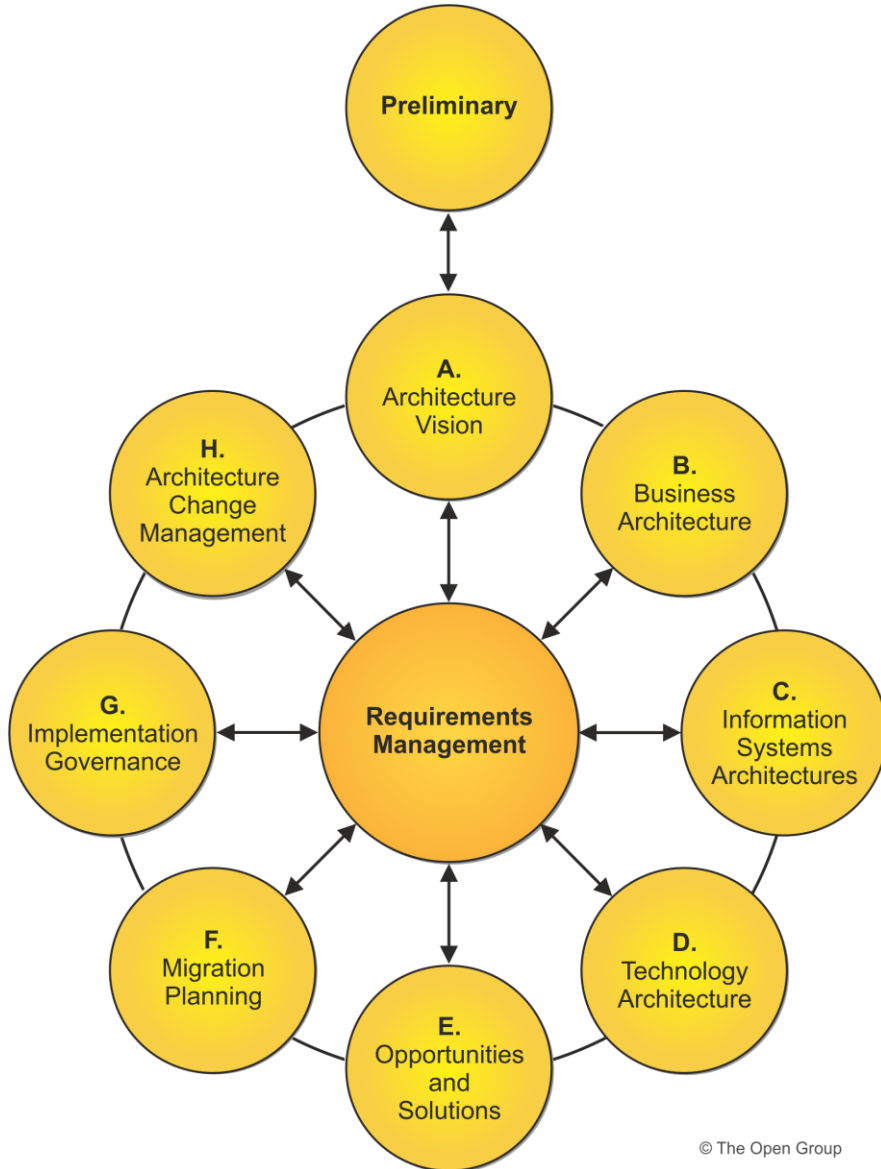 Preliminary
A.
Architecture
Vision
B.
Business
Architecture
C.
Information
Systems
Architectures
D.
Technology
Architecture
E.
Opportunities
and
Solutions
F.
Migration
Planning
G.
Implementation
Governance
H.
Architecture
Change
Management
Requirements
Management
© The Open Group